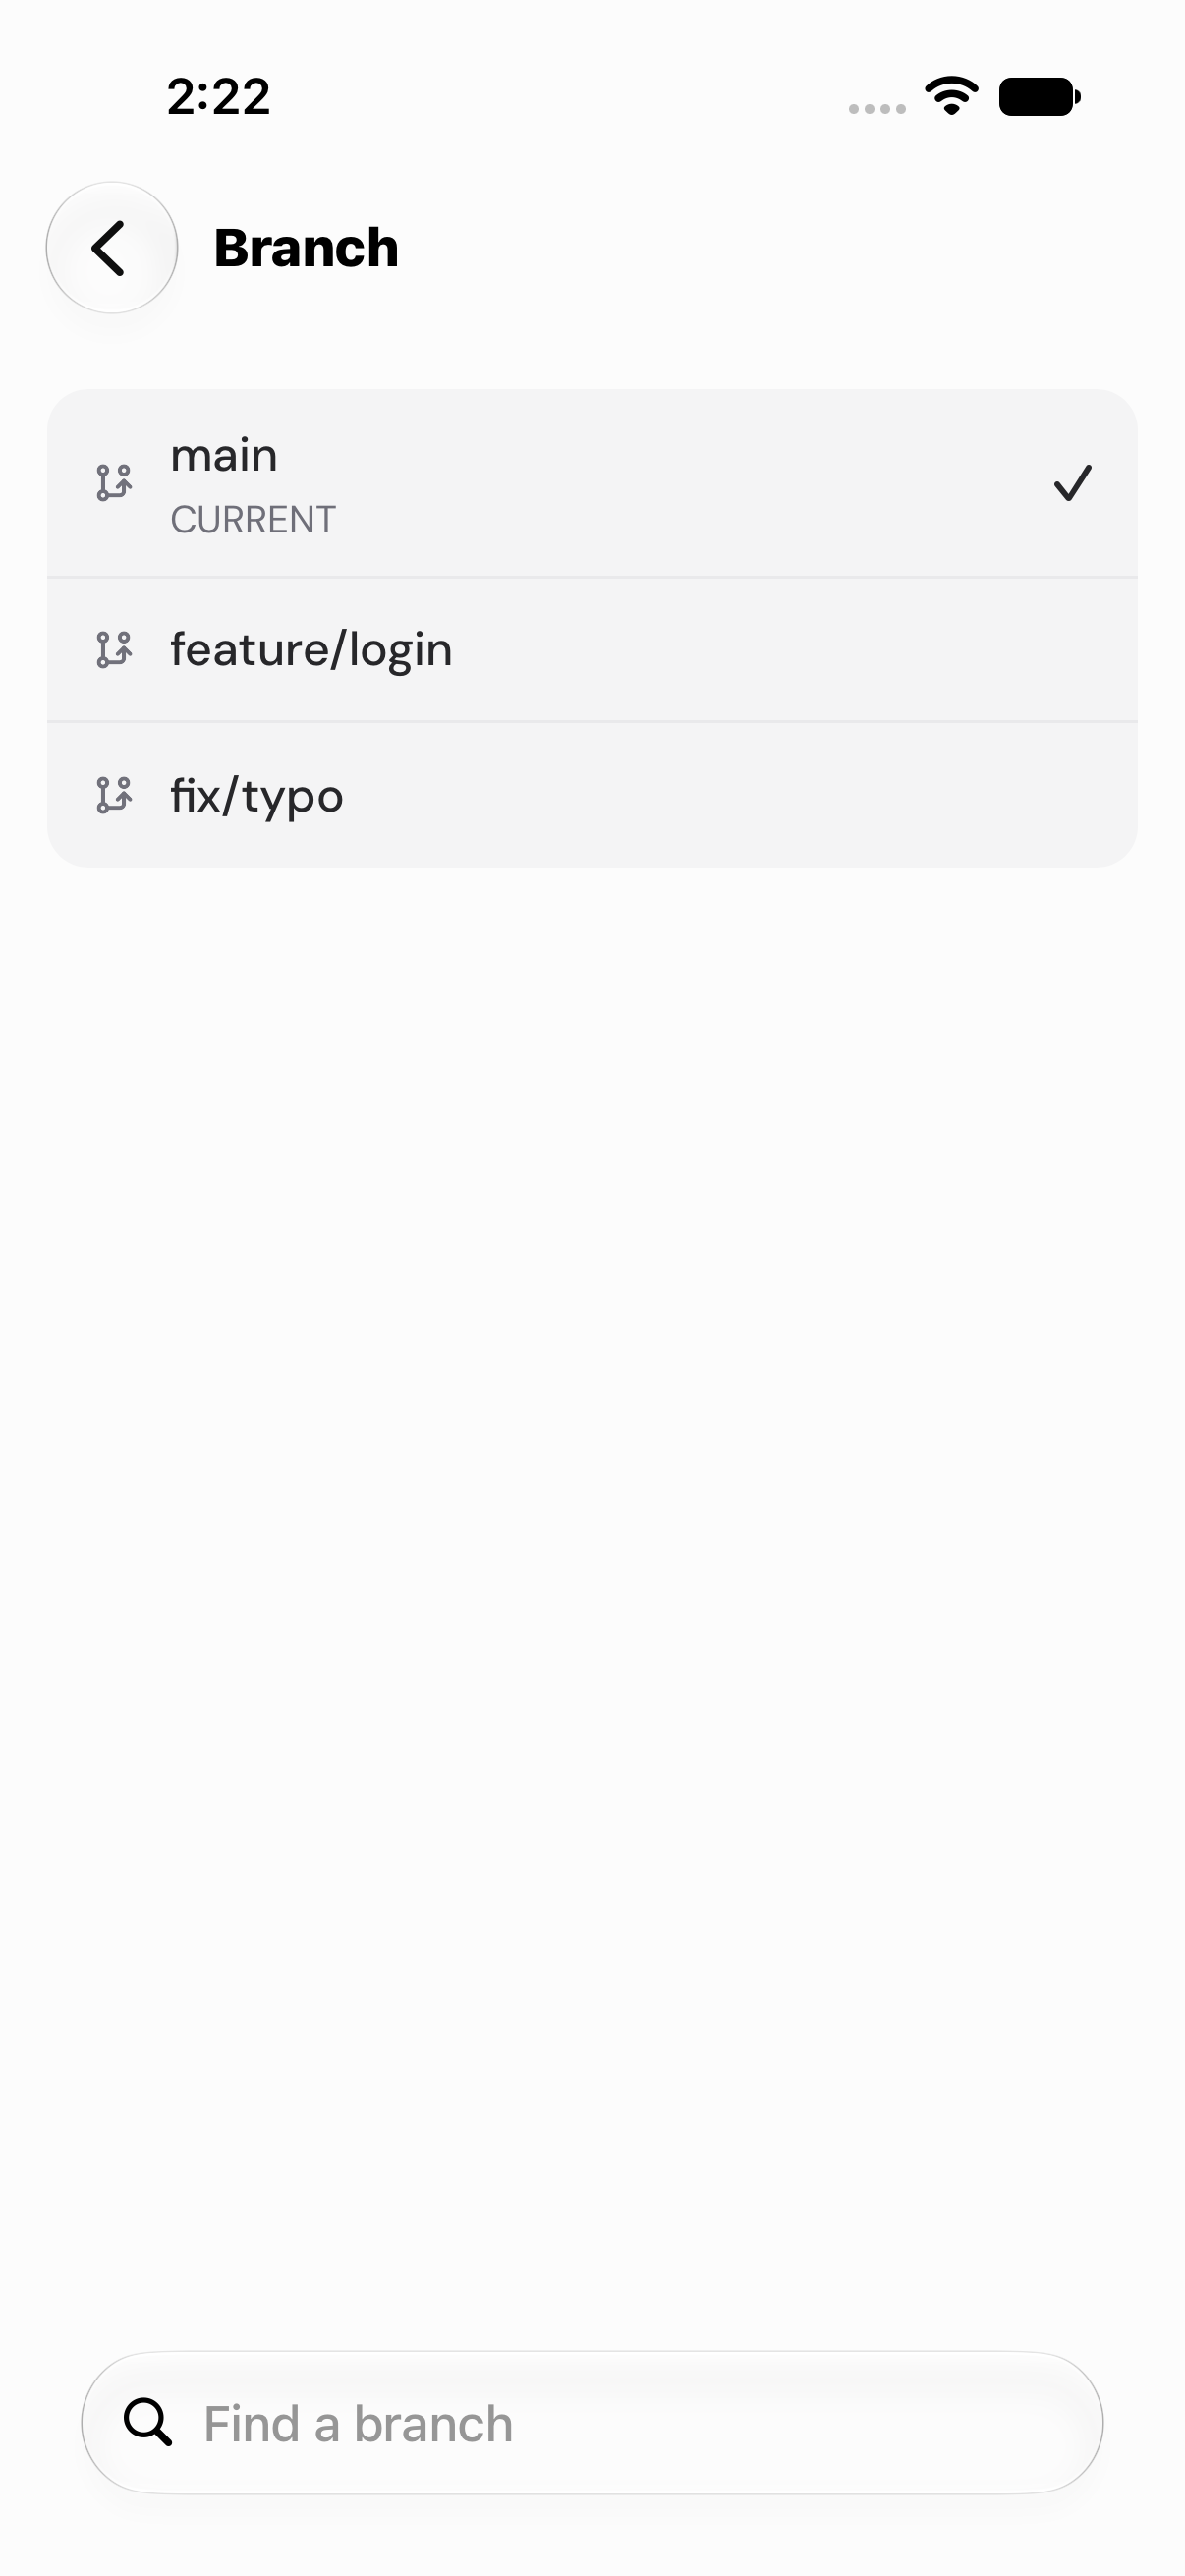 2:22
Branch
main
CURRENT
feature/login
fix/typo
Find a branch